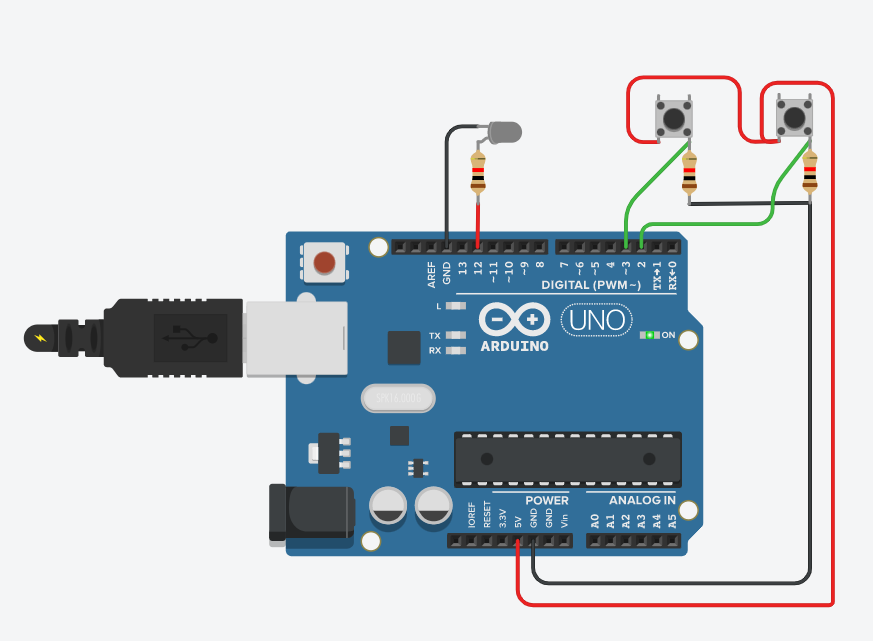 AREF
GND
13
12
~11
~10
~9
8
7
~6
~5
4
~3
2
TX→1
RX←0
DIGITAL (PWM~)
L
TX
RX
ARDUINO
UNO
ON
POWER
ANALOG IN
IOREF
RESET
3.3V
5V
GND
GND
Vin
A0
A1
A2
A3
A4
A5